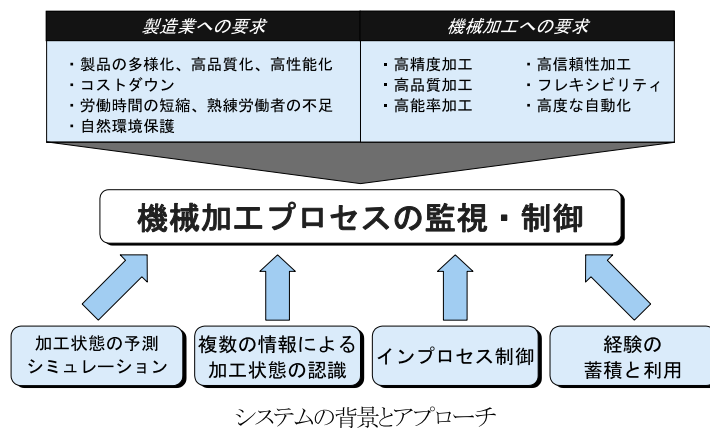 製造業への要求
・製品の多様化、高品質化、高性能化
・コストダウン
・労働時間の短縮、熟練労働者の不足
・自然環境保護
機械加工への要求
・高精度加工
・高品質加工
・高能率加工
・高信頼性加工
・フレキシビリティ
・高度な自動化
機械加工プロセスの監視・制御
加工状態の予測
シミュレーション
複数の情報による
加工状態の認識
インプロセス制御
経験の
蓄積と利用
システムの背景とアプローチ